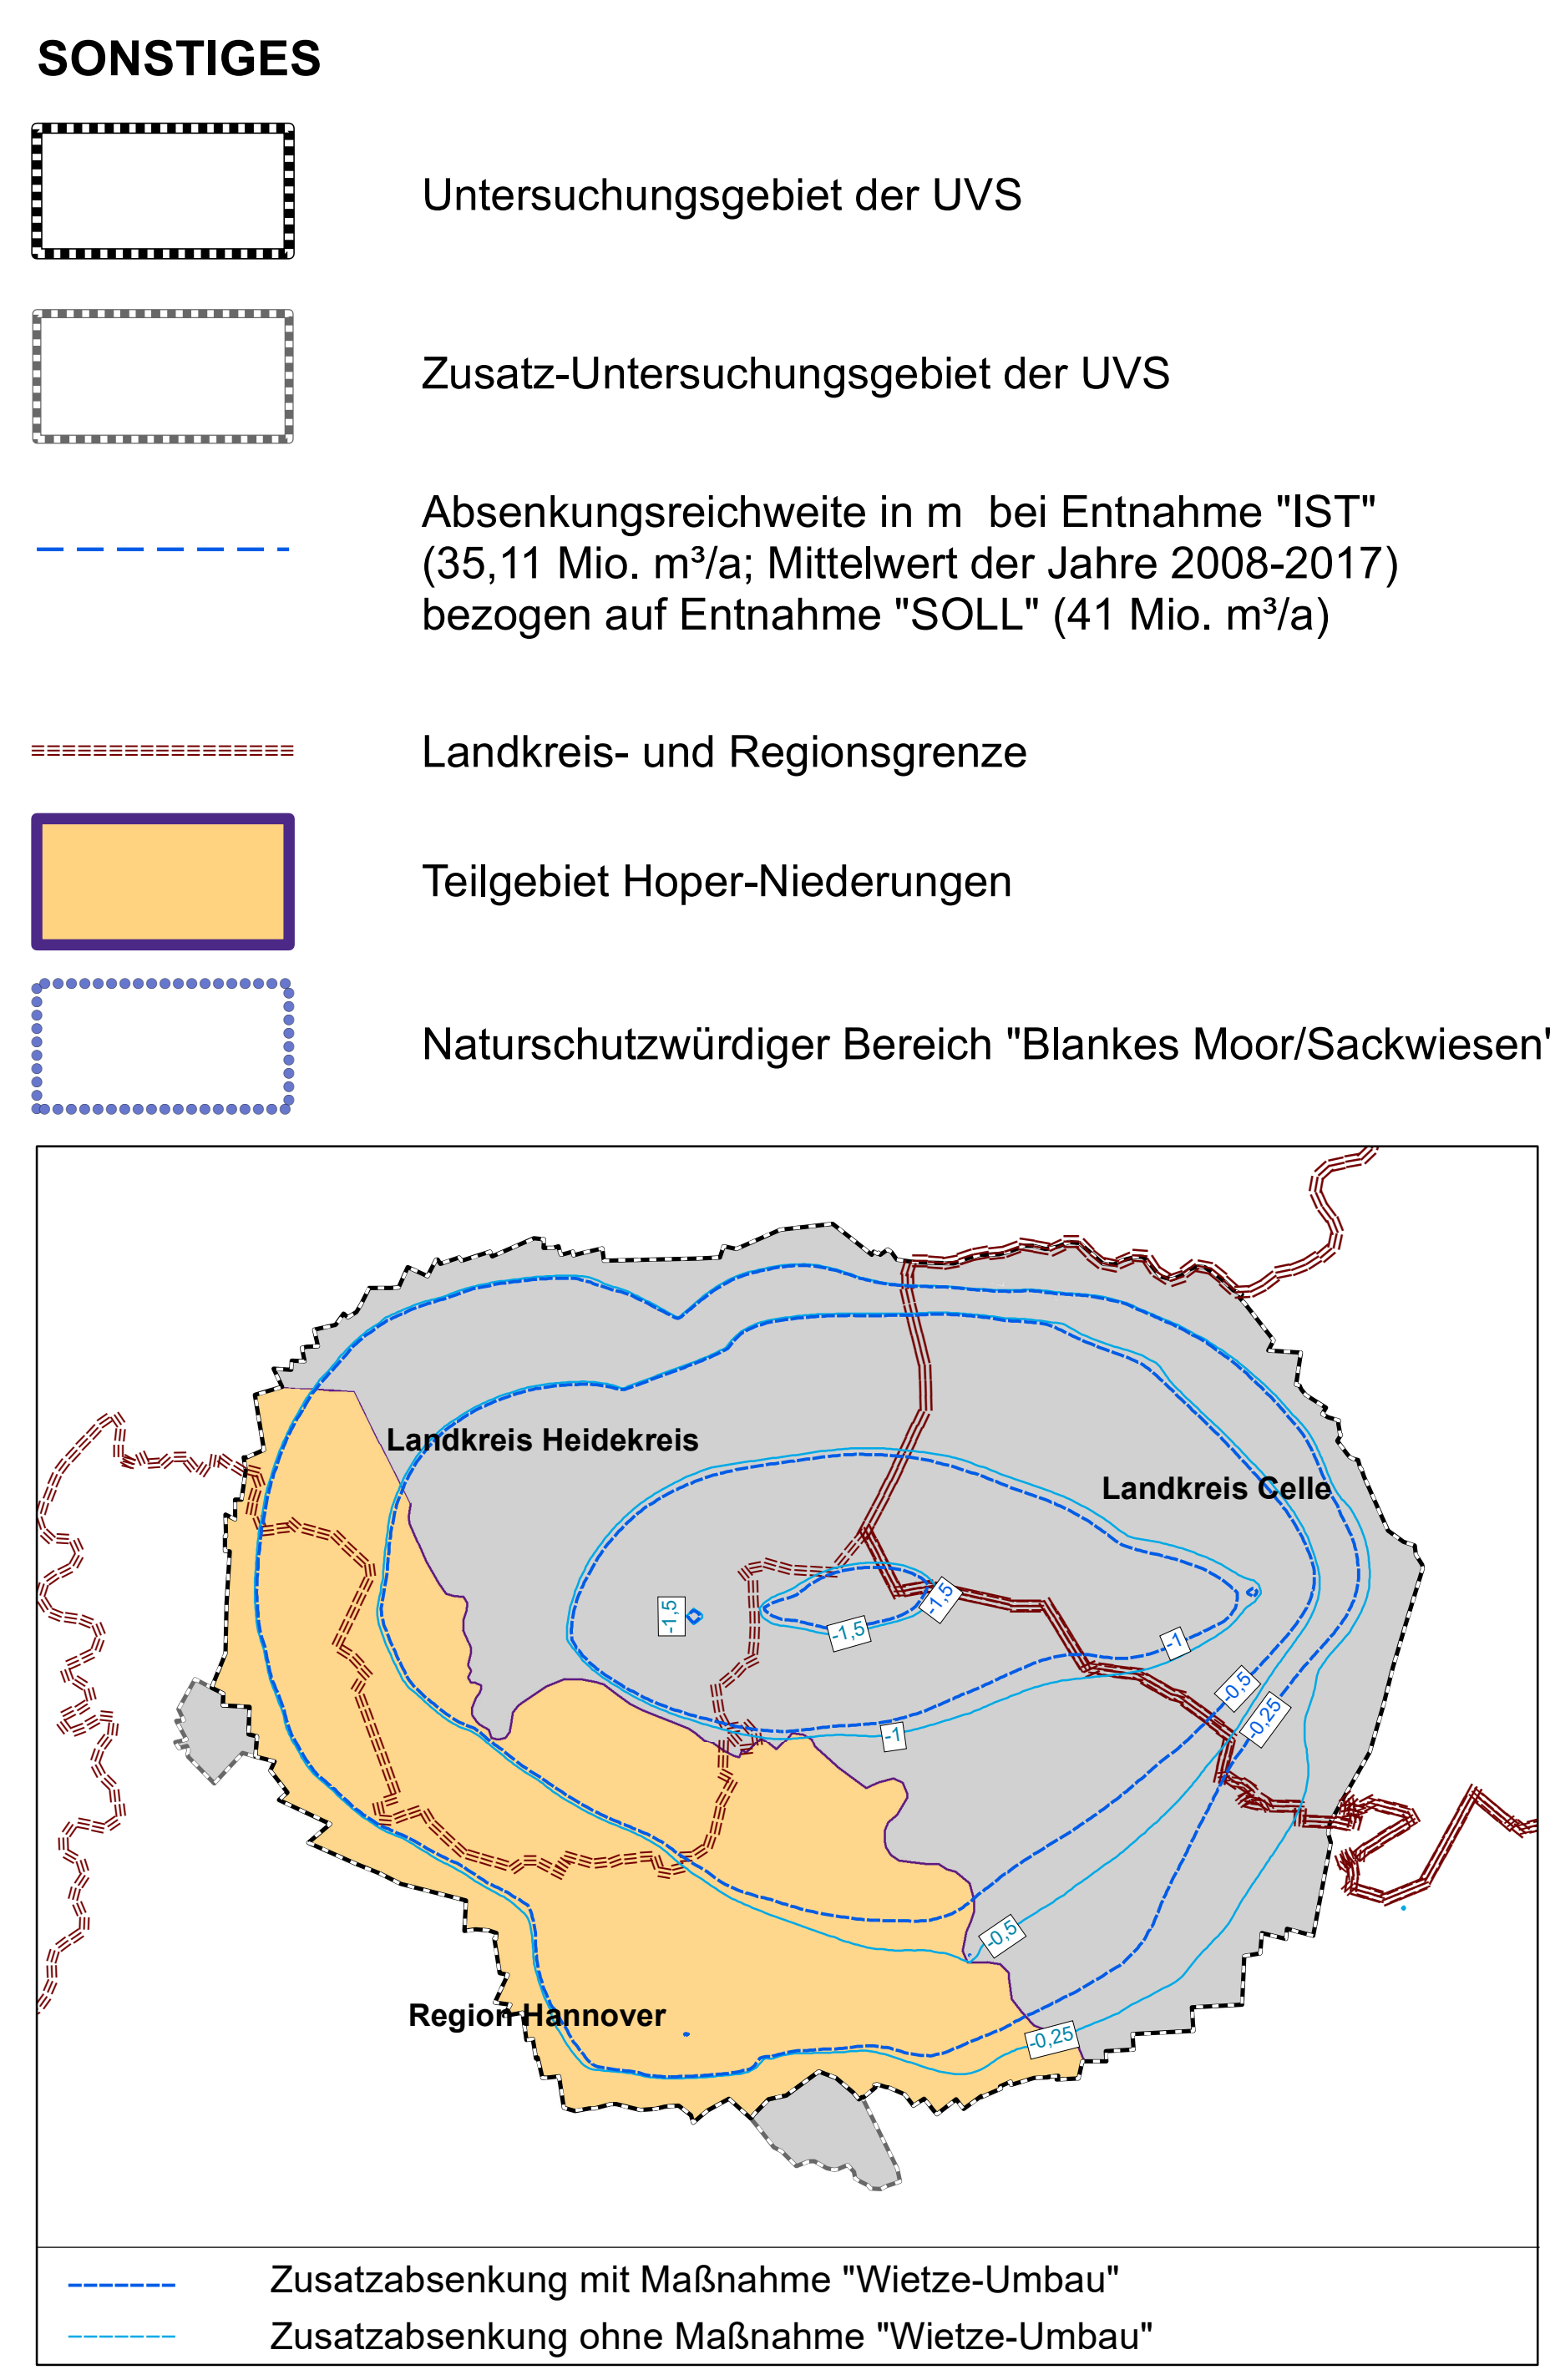 SONSTIGES
Untersuchungsgebiet der UVS
Zusatz-Untersuchungsgebiet der UVS
Absenkungsreichweite in m  bei Entnahme "IST"
(35,11 Mio. m³/a; Mittelwert der Jahre 2008-2017)
bezogen auf Entnahme "SOLL" (41 Mio. m³/a)
Landkreis- und Regionsgrenze
Teilgebiet Hoper-Niederungen
Naturschutzwürdiger Bereich "Blankes Moor/Sackwiesen"
Landkreis Heidekreis
Landkreis Celle
-1,5
-1,5
-1,5
-1
-0,5
-0,25
-1
-0,5
Region Hannover
-0,25
Zusatzabsenkung mit Maßnahme "Wietze-Umbau"
Zusatzabsenkung ohne Maßnahme "Wietze-Umbau"